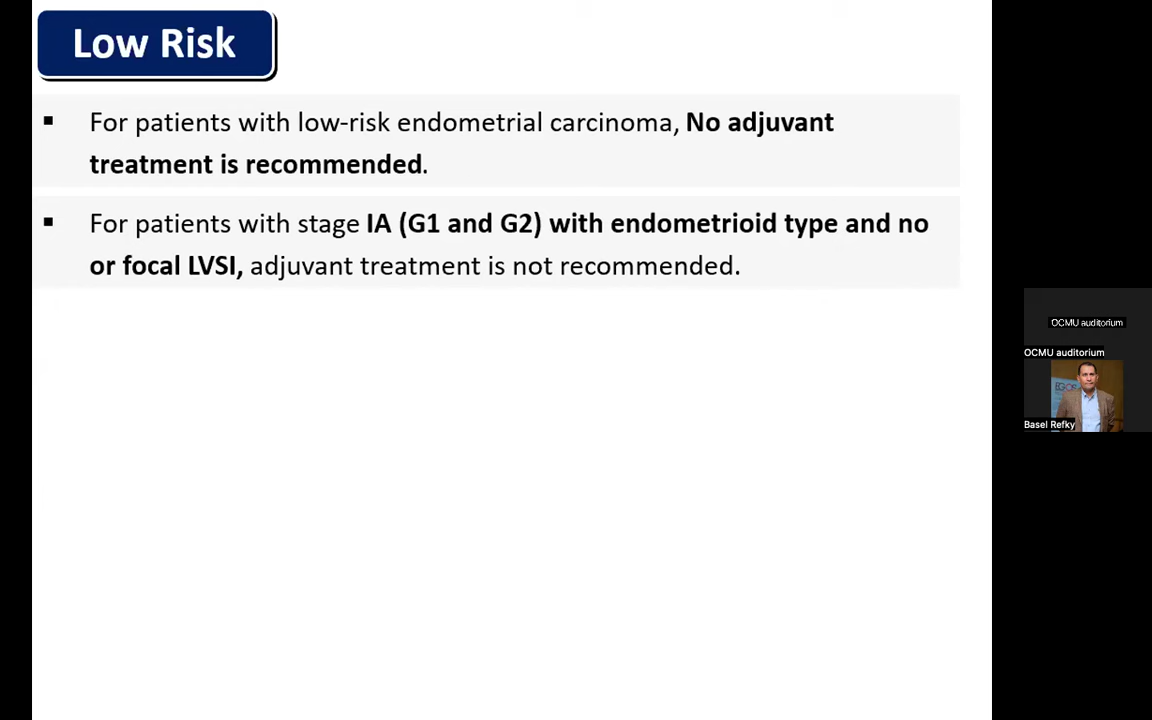 Low Risk
▪ For patients with low-risk endometrial carcinoma, No adjuvant
treatment is recommended.
▪ For patients with stage IA (G1 and G2) with endometrioid type and no
or focal LVSI, adjuvant treatment is not recommended.
OCMU auditorium
OCMU auditorium
Basel Refky